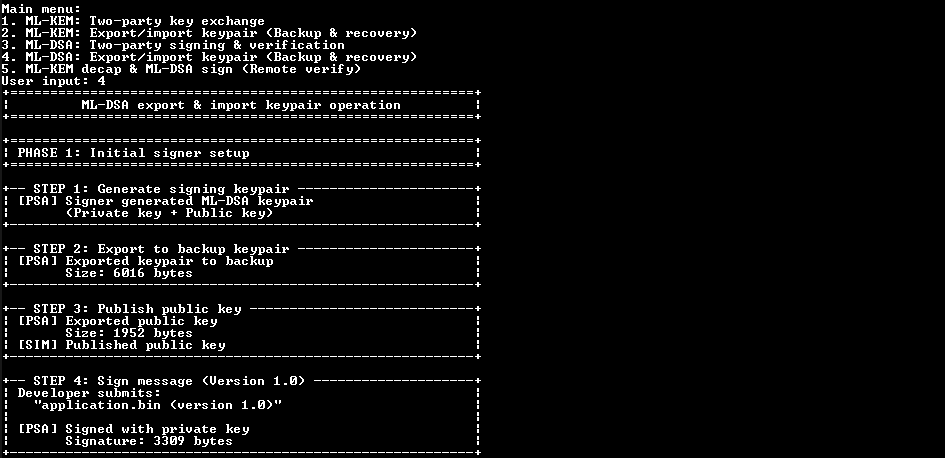 Main menu:
1. ML-KEM: Two-party key exchange
2. ML-KEM: Export/import keypair (Backup & recovery)
3. ML-DSA: Two-party signing & verification
4. ML-DSA: Export/import keypair (Backup & recovery)
5. ML-KEM decap & ML-DSA sign (Remote verify)
User input: 4
ML-DSA export & import keypair operation
PHASE 1: Initial signer setup
STEP 1: Generate signing keypair
[PSA] Signer generated ML-DSA keypair
(Private key + Public key)
STEP 2: Export to backup keypair
[PSA] Exported keypair to backup
Size: 6016 bytes
STEP 3: Publish public key
[PSA] Exported public key
Size: 1952 bytes
[SIM] Published public key
STEP 4: Sign message (Version 1.0)
Developer submits:
"application.bin (version 1.0)"
[PSA] Signed with private key
Signature: 3309 bytes